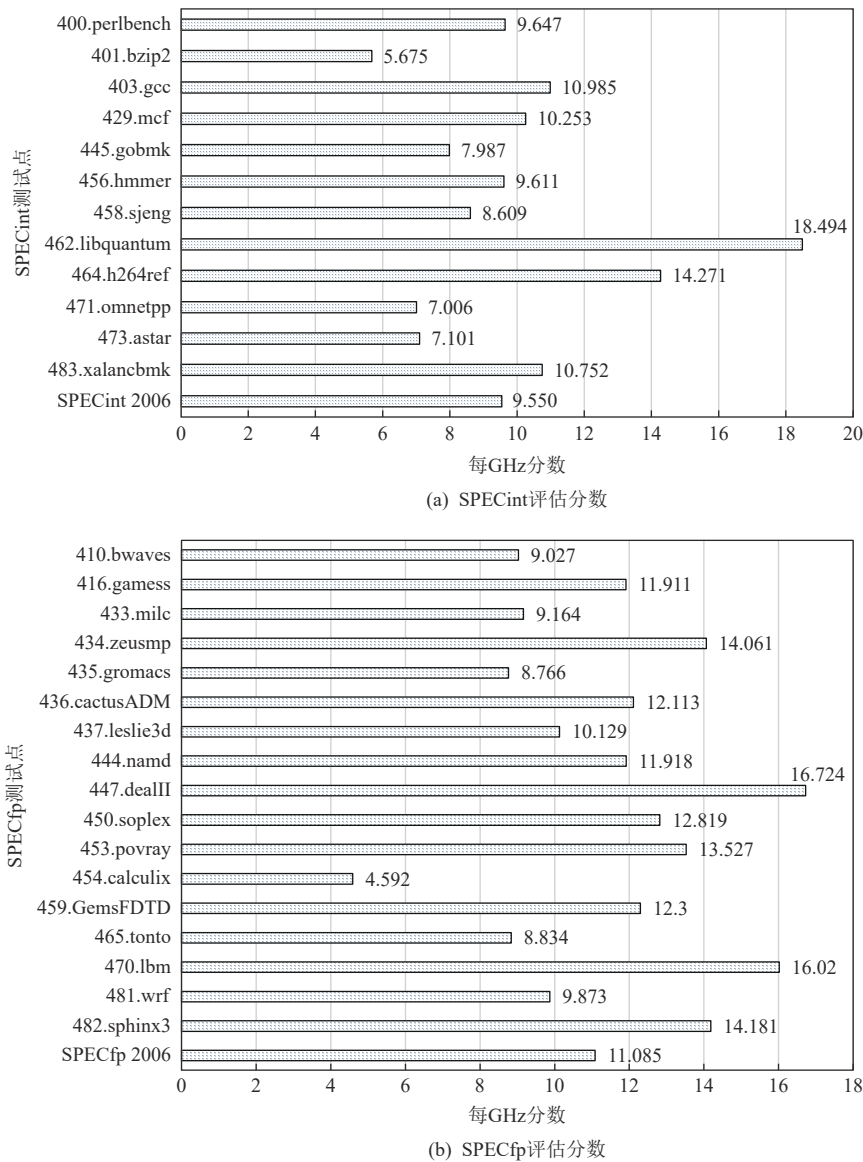 400.perlbench 9.647
401.bzip2 5.675
403.gcc 10.985
429.mcf 10.253
445.gobmk 7.987
456.hmmer 9.611
458.sjeng 8.609
462.libquantum 18.494
464.h264ref 14.271
471.omnetpp 7.006
473.astar 7.101
483.xalancbmk 10.752
SPECint 2006 9.550
0 2 4 6 8 10 12 14 16 18 20
SPECint测试点
每GHz分数
(a) SPECint评估分数
410.bwaves 9.027
416.gamess 11.911
433.milc 9.164
434.zeusmp 14.061
435.gromacs 8.766
436.cactusADM 12.113
437.leslie3d 10.129
444.namd 11.918
447.dealII 16.724
450.soplex 12.819
453.povray 13.527
454.calculix 4.592
459.GemsFDTD 12.3
465.tonto 8.834
470.lbm 16.02
481.wrf 9.873
482.sphinx3 14.181
SPECfp 2006 11.085
0 2 4 6 8 10 12 14 16 18
SPECfp测试点
每GHz分数
(b) SPECfp评估分数